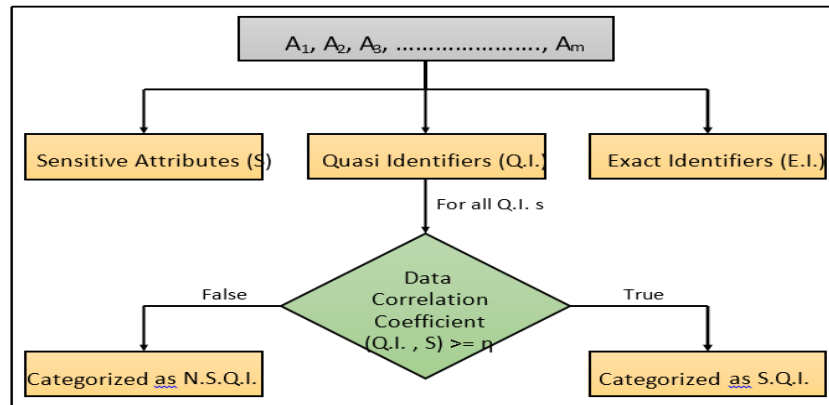 A₁, A₂, A₃, ........................, Aₘ
Sensitive Attributes (S)
Quasi Identifiers (Q.I.)
Exact Identifiers (E.I.)
For all Q.I. s
Data
Correlation
Coefficient
(Q.I. , S) >= η
False
True
Categorized as N.S.Q.I.
Categorized as S.Q.I.